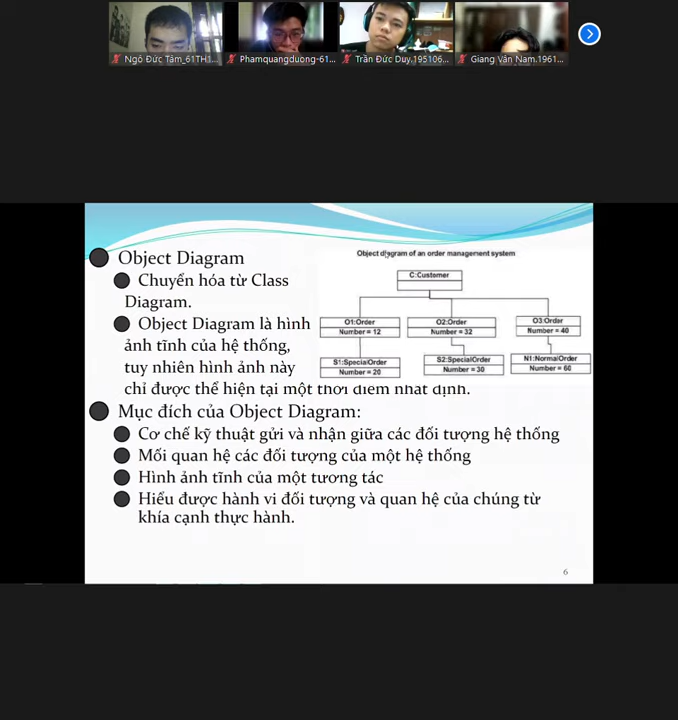 Ngô Đức Tâm_61TH1...
Phamquangduong-61...
Trần Đức Duy.195106...
Giang Văn Nam.1961...
Object Diagram
Chuyển hóa từ Class
Diagram.
Object Diagram là hình
ảnh tĩnh của hệ thống,
tuy nhiên hình ảnh này
chỉ được thể hiện tại một thời điểm nhất định.
Object diagram of an order management system
C:Customer
O1:Order
Number = 12
O2:Order
Number = 32
O3:Order
Number = 40
S1:SpecialOrder
Number = 20
S2:SpecialOrder
Number = 30
N1:NormalOrder
Number = 60
Mục đích của Object Diagram:
Cơ chế kỹ thuật gửi và nhận giữa các đối tượng hệ thống
Mối quan hệ các đối tượng của một hệ thống
Hình ảnh tĩnh của một tương tác
Hiểu được hành vi đối tượng và quan hệ của chúng từ
khía cạnh thực hành.
6